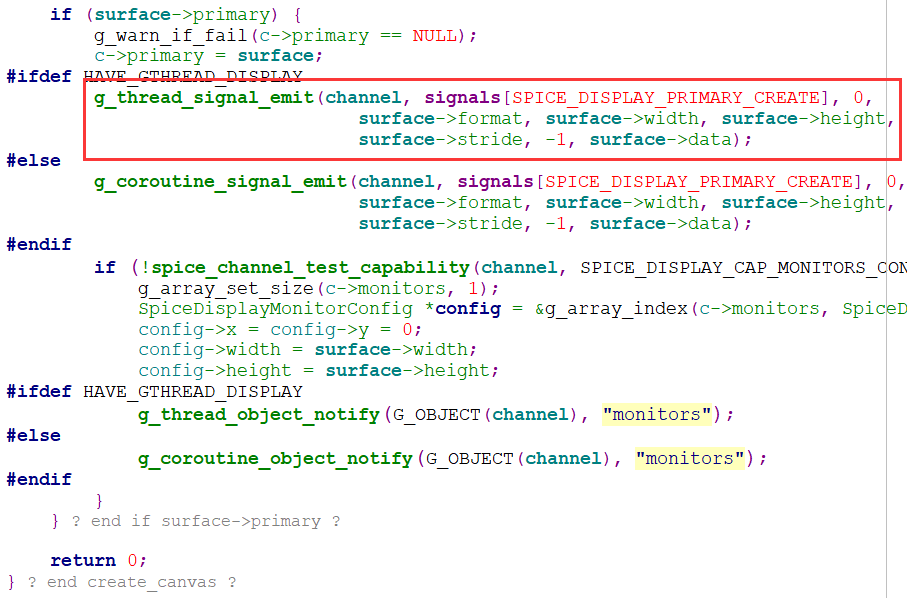 if (surface->primary) {
g_warn_if_fail(c->primary == NULL);
c->primary = surface;
#ifdef HAVE_GTHREAD_DISPLAY
g_thread_signal_emit(channel, signals[SPICE_DISPLAY_PRIMARY_CREATE], 0,
surface->format, surface->width, surface->height,
surface->stride, -1, surface->data);
#else
g_coroutine_signal_emit(channel, signals[SPICE_DISPLAY_PRIMARY_CREATE], 0,
surface->format, surface->width, surface->height,
surface->stride, -1, surface->data);
#endif
if (!spice_channel_test_capability(channel, SPICE_DISPLAY_CAP_MONITORS_CON
g_array_set_size(c->monitors, 1);
SpiceDisplayMonitorConfig *config = &g_array_index(c->monitors, SpiceD
config->x = config->y = 0;
config->width = surface->width;
config->height = surface->height;
#ifdef HAVE_GTHREAD_DISPLAY
g_thread_object_notify(G_OBJECT(channel), "monitors");
#else
g_coroutine_object_notify(G_OBJECT(channel), "monitors");
#endif
}
} ? end if surface->primary ?
return 0;
} ? end create_canvas ?